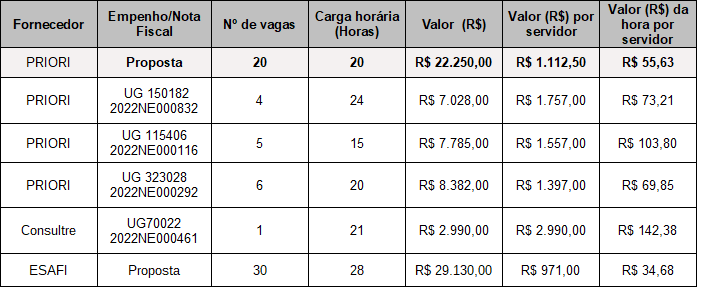 Fornecedor Empenho/Nota Fiscal Nº de vagas Carga horária (Horas) Valor (R$) Valor (R$) por servidor Valor (R$) da hora por servidor
PRIORI Proposta 20 20 R$ 22.250,00 R$ 1.112,50 R$ 55,63
PRIORI UG 150182 2022NE000832 4 24 R$ 7.028,00 R$ 1.757,00 R$ 73,21
PRIORI UG 115406 2022NE000116 5 15 R$ 7.785,00 R$ 1.557,00 R$ 103,80
PRIORI UG 323028 2022NE000292 6 20 R$ 8.382,00 R$ 1.397,00 R$ 69,85
Consultre UG70022 2022NE000461 1 21 R$ 2.990,00 R$ 2.990,00 R$ 142,38
ESAFI Proposta 30 28 R$ 29.130,00 R$ 971,00 R$ 34,68